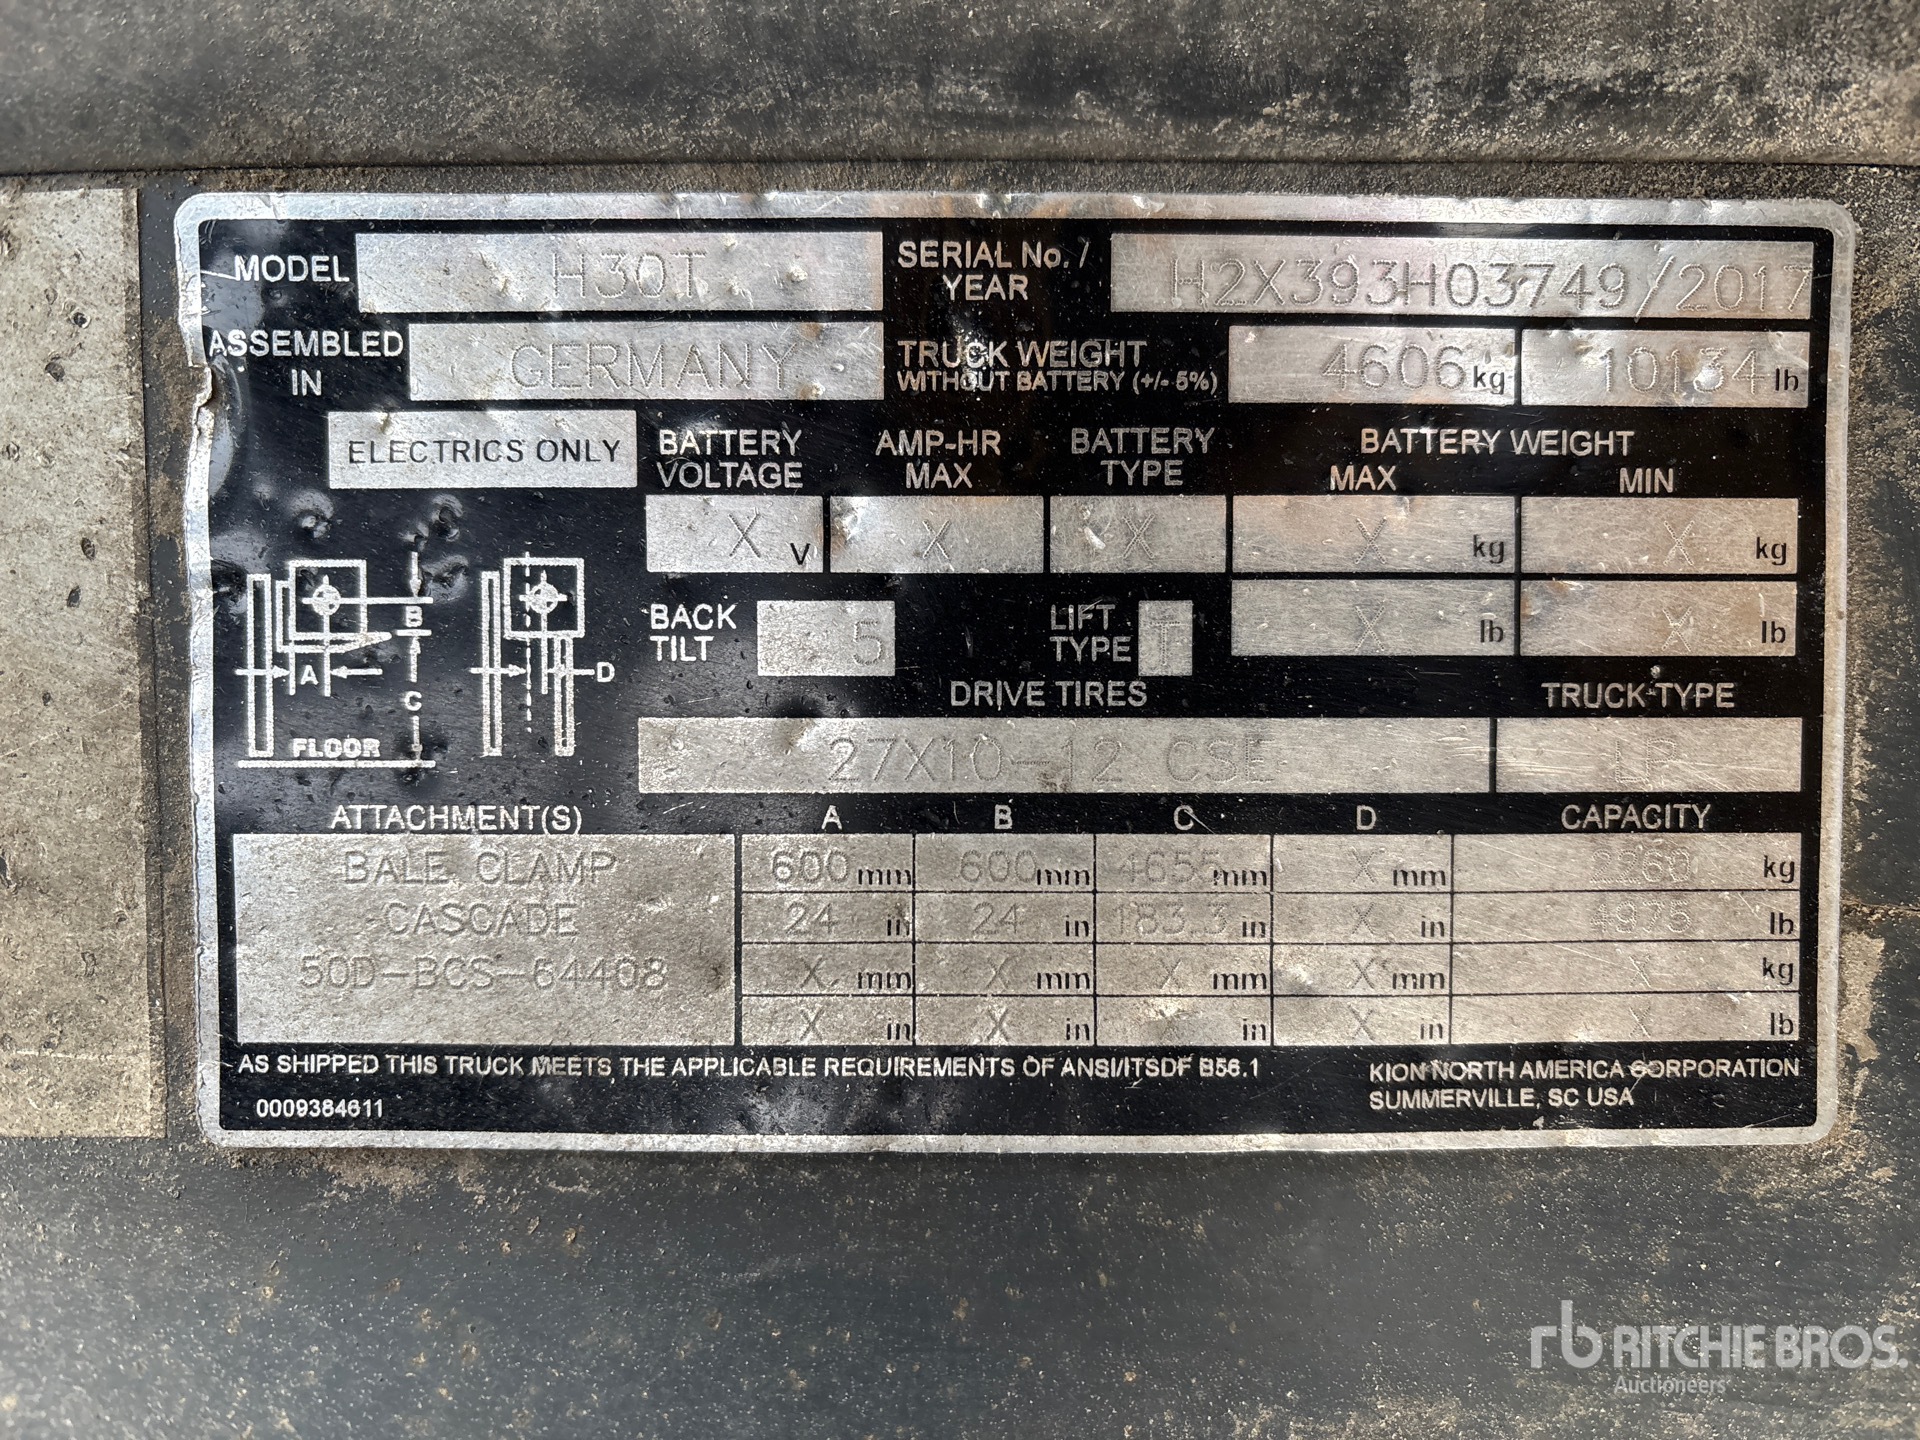 MODEL H30T SERIAL No. / YEAR H2X393H03749/2017
ASSEMBLED IN GERMANY TRUCK WEIGHT WITHOUT BATTERY (+/- 5%) 4606 kg 10134 lb
ELECTRICS ONLY BATTERY VOLTAGE AMP-HR MAX BATTERY TYPE BATTERY WEIGHT MAX MIN
X V X X X kg X kg
X lb X lb
BACK TILT 5 LIFT TYPE T
DRIVE TIRES TRUCK TYPE
27X10-12 CSE LP
A B C D
FLOOR
ATTACHMENT(S) A B C D CAPACITY
BALE CLAMP 600 mm 600 mm 4655 mm X mm 2260 kg
CASCADE 24 in 24 in 183.3 in X in 4975 lb
50D-BCS-64408 X mm X mm X mm X mm X kg
X in X in X in X in X lb
AS SHIPPED THIS TRUCK MEETS THE APPLICABLE REQUIREMENTS OF ANSI/ITSDF B56.1
KION NORTH AMERICA CORPORATION
SUMMERVILLE, SC USA
0009384611
rb RITCHIE BROS.
Auctioneers